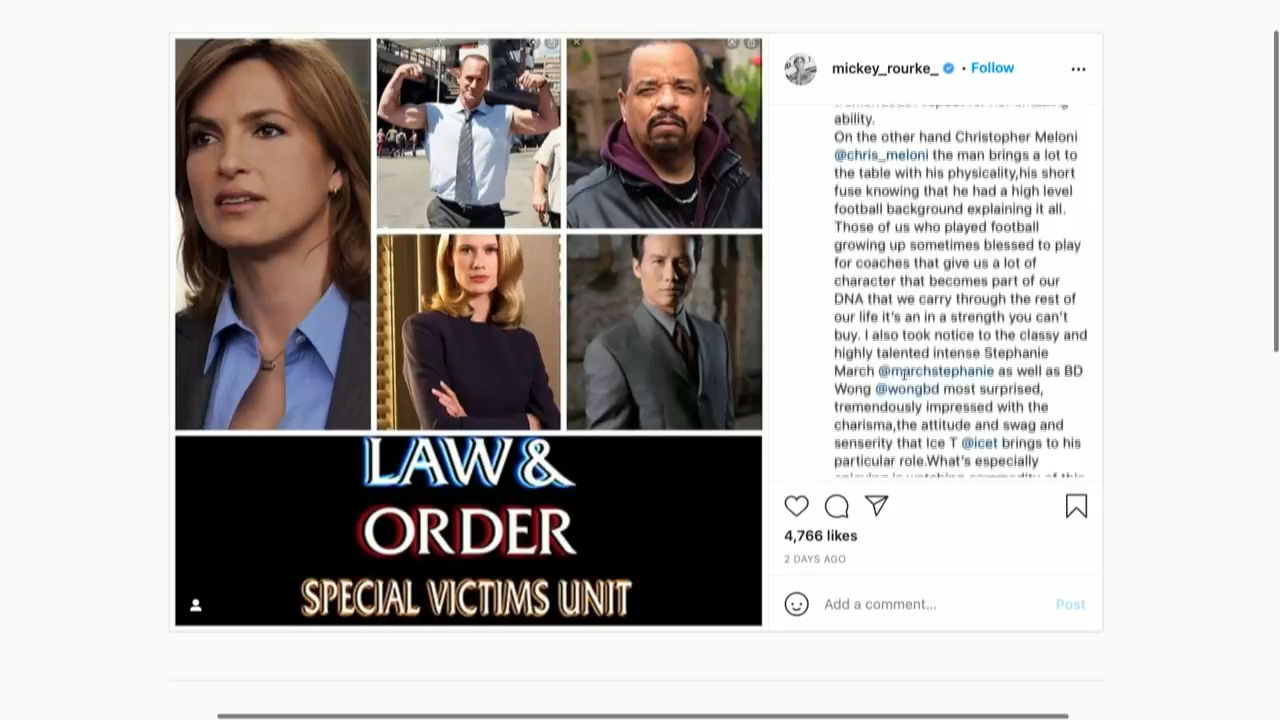 LAW &
ORDER
SPECIAL VICTIMS UNIT
mickey_rourke_ • Follow
ability.
On the other hand Christopher Meloni
@chris_meloni the man brings a lot to
the table with his physicality,his short
fuse knowing that he had a high level
football background explaining it all.
Those of us who played football
growing up sometimes blessed to play
for coaches that give us a lot of
character that becomes part of our
DNA that we carry through the rest of
our life it's an in a strength you can't
buy. I also took notice to the classy and
highly talented intense Stephanie
March @marchstephanie as well as BD
Wong @wongbd most surprised,
tremendously impressed with the
charisma,the attitude and swag and
senserity that Ice T @icet brings to his
particular role.What's especially
4,766 likes
2 DAYS AGO
Add a comment...
Post